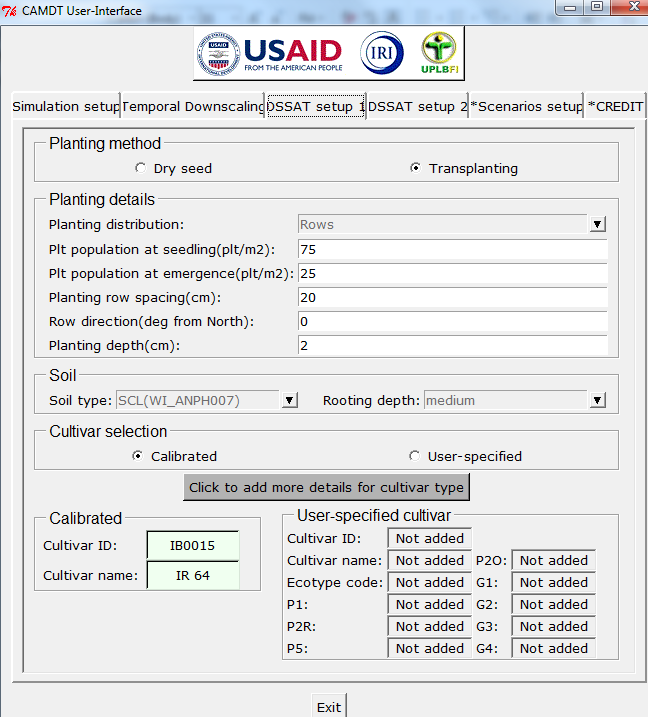 CAMDT User-Interface
USAID
FROM THE AMERICAN PEOPLE
IRI
UPLBFI
Simulation setup Temporal Downscaling DSSAT setup 1 DSSAT setup 2 *Scenarios setup *CREDIT
Planting method
Dry seed Transplanting
Planting details
Planting distribution: Rows
Plt population at seedling(plt/m2): 75
Plt population at emergence(plt/m2): 25
Planting row spacing(cm): 20
Row direction(deg from North): 0
Planting depth(cm): 2
Soil
Soil type: SCL(WI_ANPH007) Rooting depth: medium
Cultivar selection
Calibrated User-specified
Click to add more details for cultivar type
Calibrated
Cultivar ID: IB0015
Cultivar name: IR 64
User-specified cultivar
Cultivar ID: Not added
Cultivar name: Not added P2O: Not added
Ecotype code: Not added G1: Not added
P1: Not added G2: Not added
P2R: Not added G3: Not added
P5: Not added G4: Not added
Exit